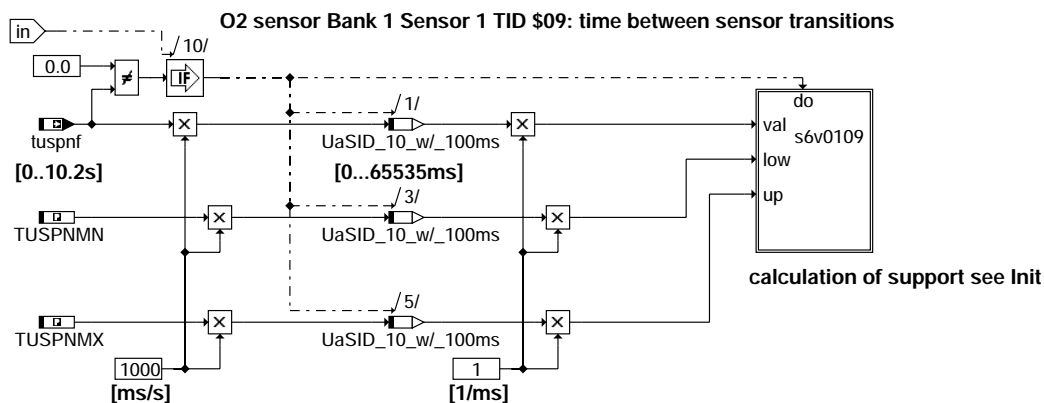 O2 sensor Bank 1 Sensor 1 TID $09: time between sensor transitions
in
/10/
0.0
≠
IF
do
/1/
val
s6v0109
tuspnf
UaSID_10_w/_100ms
[0..10.2s]
[0...65535ms]
low
/3/
up
TUSPNMN
UaSID_10_w/_100ms
calculation of support see Init
/5/
TUSPNMX
UaSID_10_w/_100ms
1000
1
[ms/s]
[1/ms]